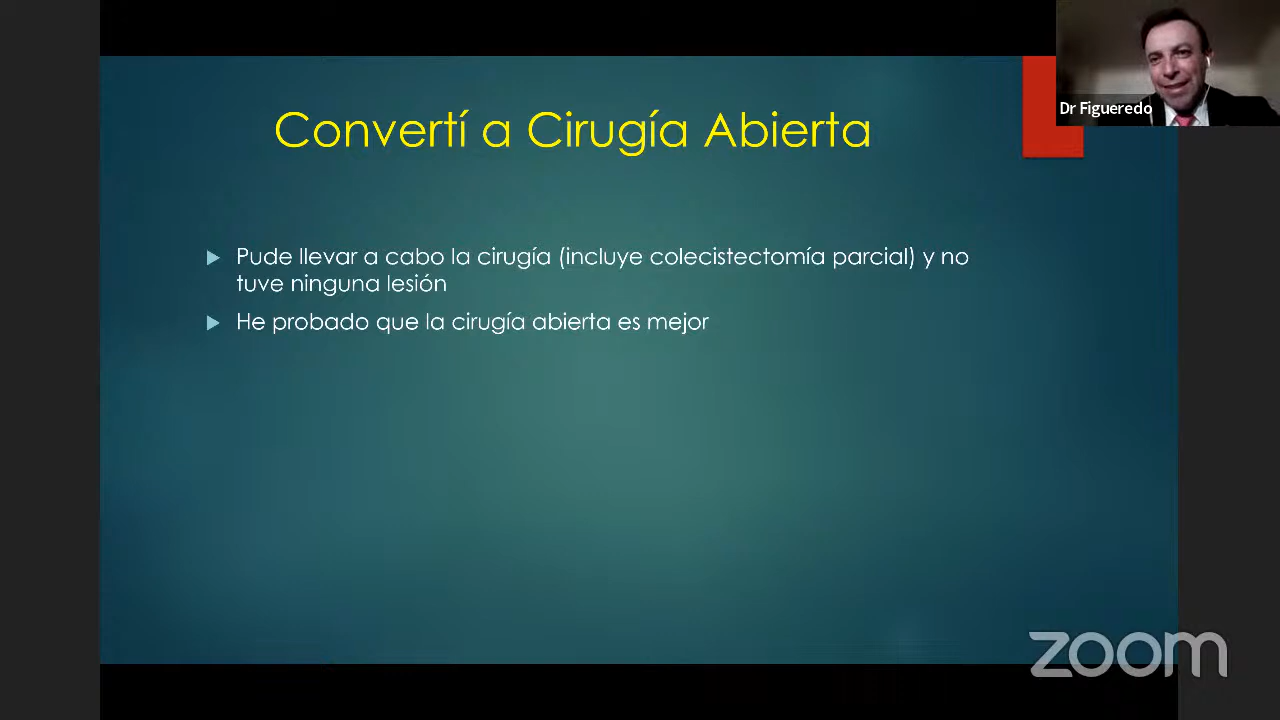 Dr Figueredo
Convertí a Cirugía Abierta
Pude llevar a cabo la cirugía (incluye colecistectomía parcial) y no
tuve ninguna lesión
He probado que la cirugía abierta es mejor
zoom